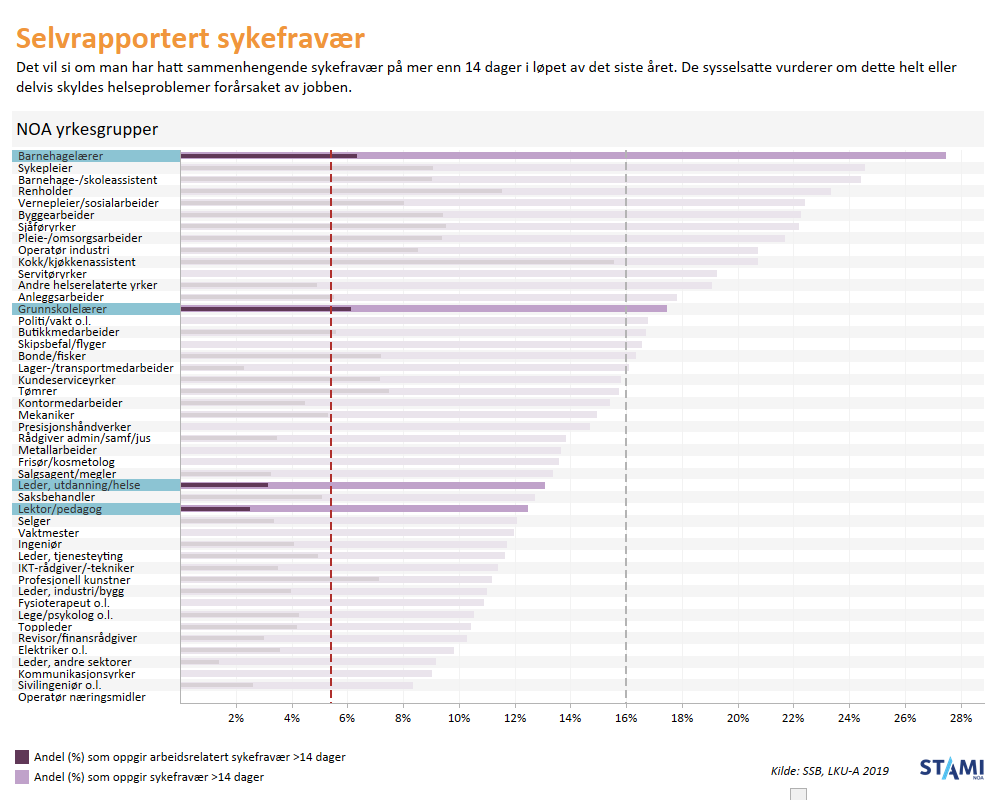 Selvrapportert sykefravær
Det vil si om man har hatt sammenhengende sykefravær på mer enn 14 dager i løpet av det siste året. De sysselsatte vurderer om dette helt eller
delvis skyldes helseproblemer forårsaket av jobben.
NOA yrkesgrupper
Barnehagelærer
Sykepleier
Barnehage-/skoleassistent
Renholder
Vernepleier/sosialarbeider
Byggearbeider
Sjåføryrker
Pleie-/omsorgsarbeider
Operatør industri
Kokk/kjøkkenassistent
Servitøryrker
Andre helserelaterte yrker
Anleggsarbeider
Grunnskolelærer
Politi/vakt o.l.
Butikkmedarbeider
Skipsbefal/flyger
Bonde/fisker
Lager-/transportmedarbeider
Kundeserviceyrker
Tømrer
Kontormedarbeider
Mekaniker
Presisjonshåndverker
Rådgiver admin/samf/jus
Metallarbeider
Frisør/kosmetolog
Salgsagent/megler
Leder, utdanning/helse
Saksbehandler
Lektor/pedagog
Selger
Vaktmester
Ingeniør
Leder, tjenesteyting
IKT-rådgiver/-tekniker
Profesjonell kunstner
Leder, industri/bygg
Fysioterapeut o.l.
Lege/psykolog o.l.
Toppleder
Revisor/finansrådgiver
Elektriker o.l.
Leder, andre sektorer
Kommunikasjonsyrker
Sivilingeniør o.l.
Operatør næringsmidler
2% 4% 6% 8% 10% 12% 14% 16% 18% 20% 22% 24% 26% 28%
Andel (%) som oppgir arbeidsrelatert sykefravær >14 dager
Andel (%) som oppgir sykefravær >14 dager
Kilde: SSB, LKU-A 2019
STAMI
NOA